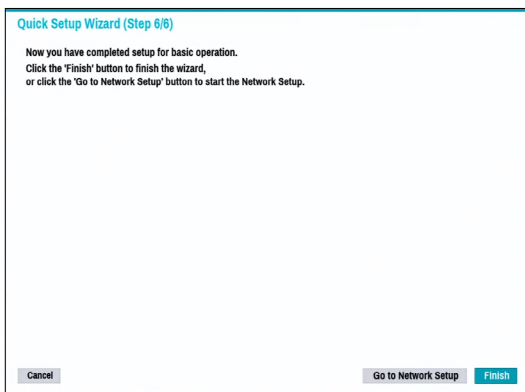 Quick Setup Wizard (Step 6/6)
Now you have completed setup for basic operation.
Click the 'Finish' button to finish the wizard,
or click the 'Go to Network Setup' button to start the Network Setup.
Cancel
Go to Network Setup
Finish